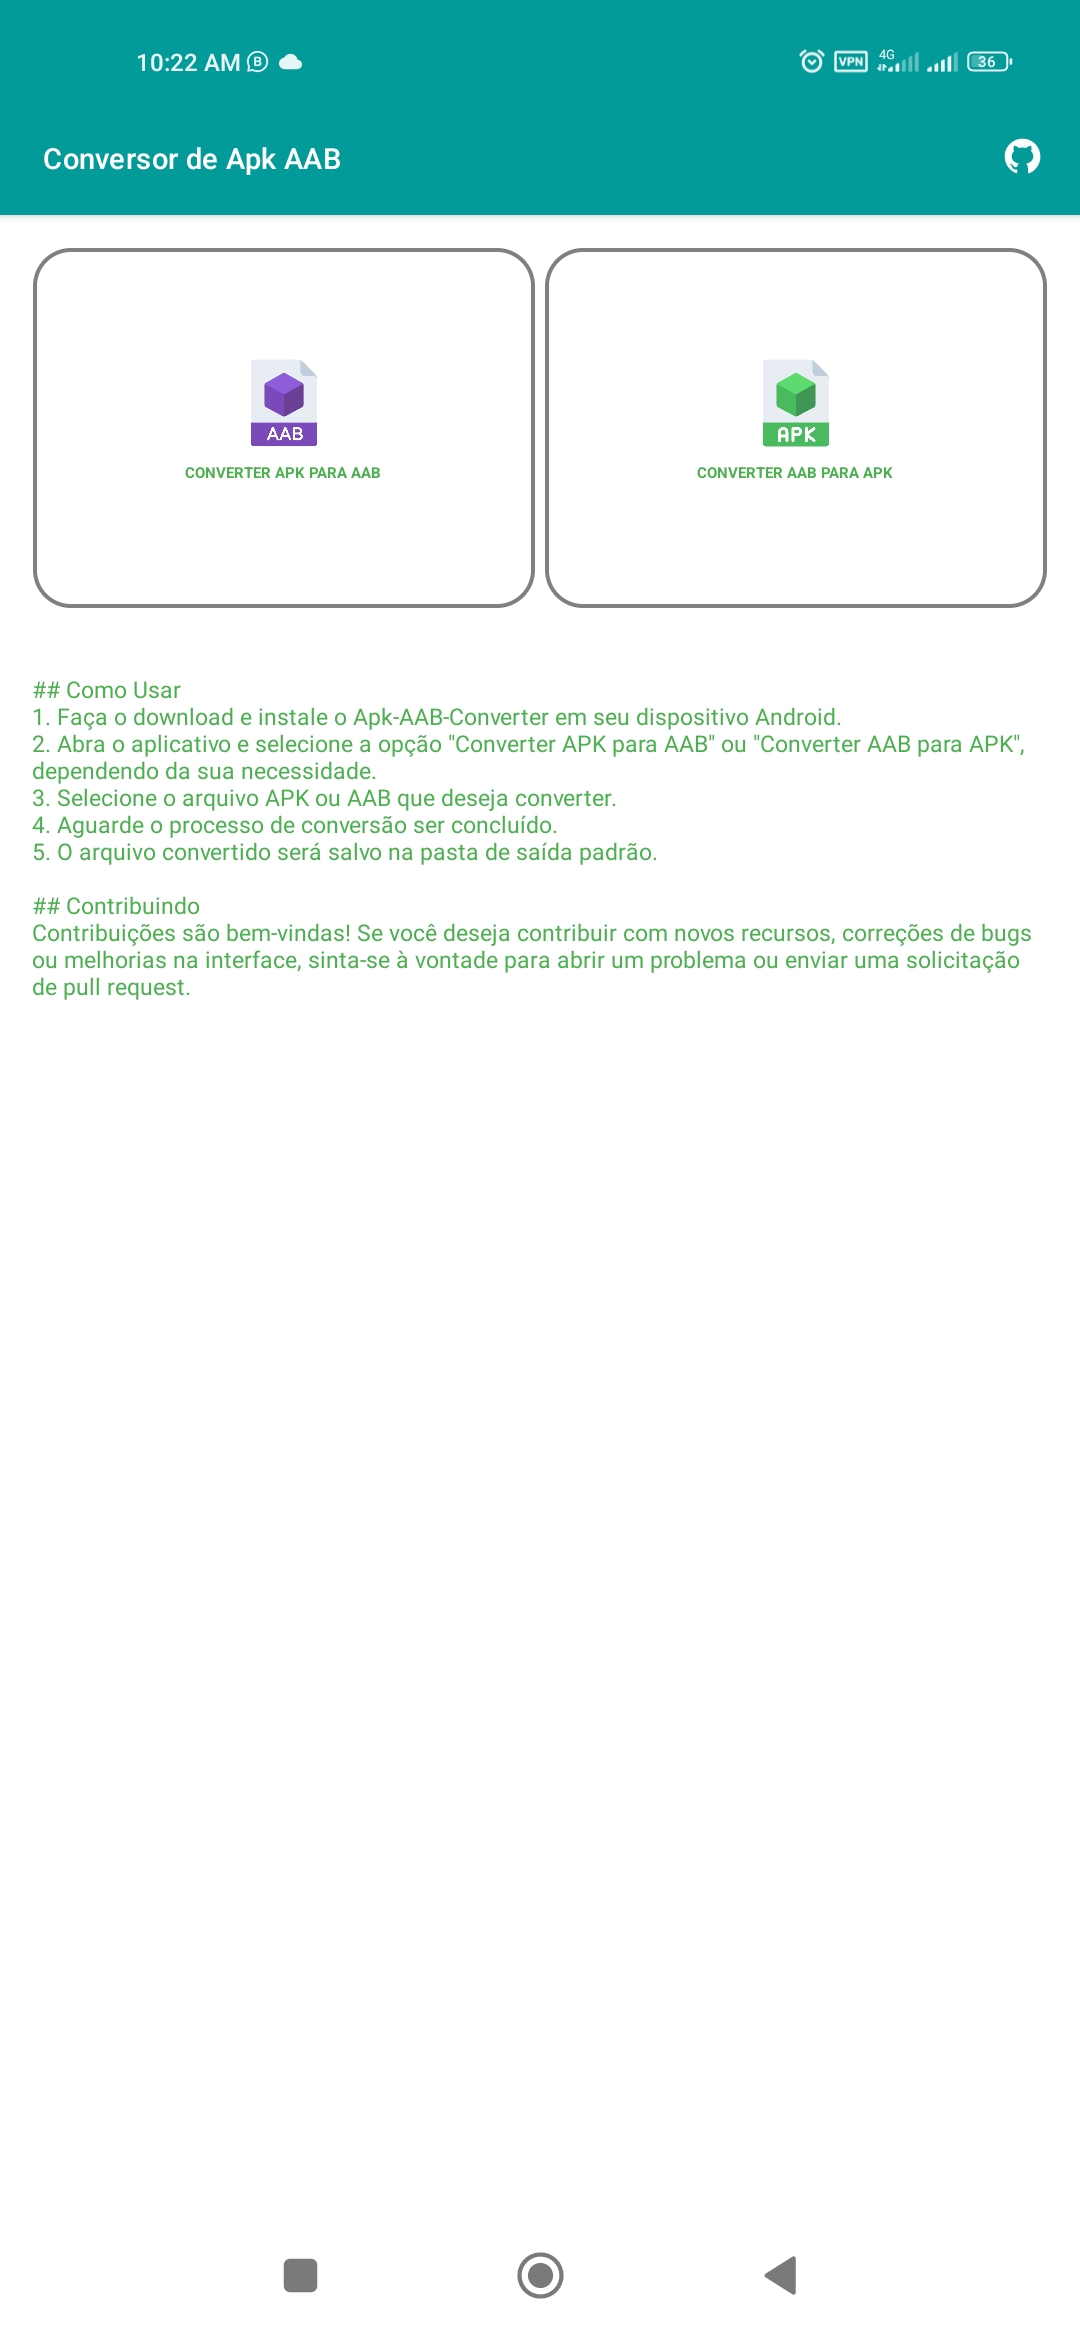 10:22 AM
VPN
4G
36
Conversor de Apk AAB
AAB
APK
CONVERTER APK PARA AAB
CONVERTER AAB PARA APK
## Como Usar
1. Faça o download e instale o Apk-AAB-Converter em seu dispositivo Android.
2. Abra o aplicativo e selecione a opção "Converter APK para AAB" ou "Converter AAB para APK",
dependendo da sua necessidade.
3. Selecione o arquivo APK ou AAB que deseja converter.
4. Aguarde o processo de conversão ser concluído.
5. O arquivo convertido será salvo na pasta de saída padrão.
## Contribuindo
Contribuições são bem-vindas! Se você deseja contribuir com novos recursos, correções de bugs
ou melhorias na interface, sinta-se à vontade para abrir um problema ou enviar uma solicitação
de pull request.